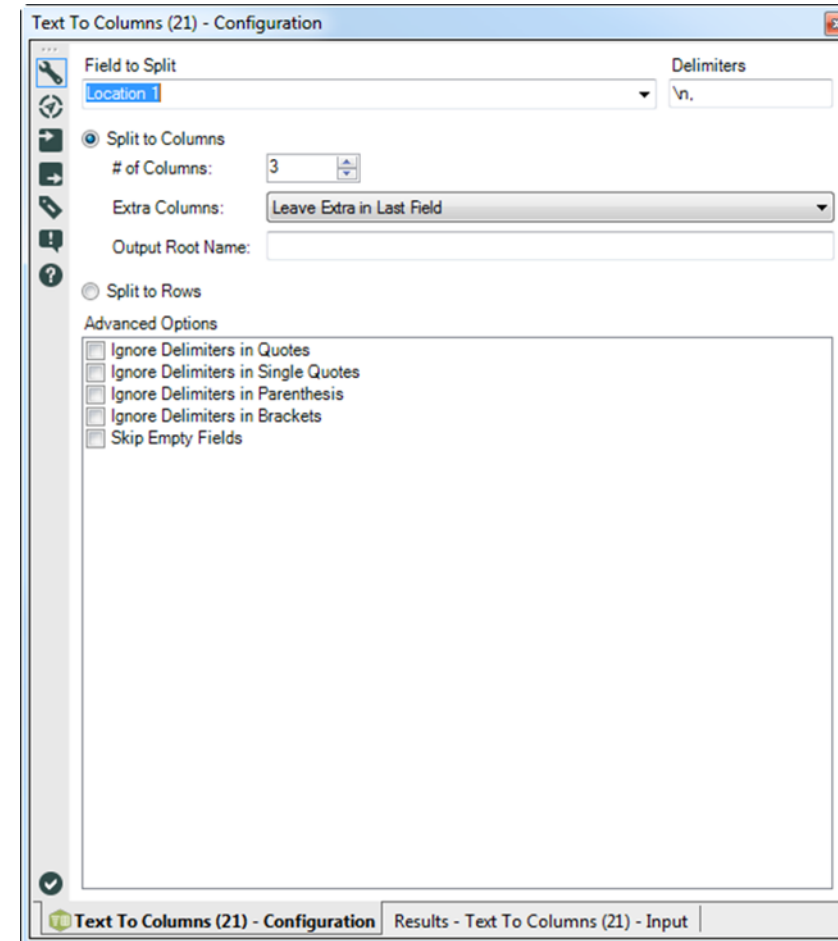 Text To Columns (21) - Configuration
Field to Split
Delimiters
Location 1
\n,
Split to Columns
# of Columns:
3
Extra Columns:
Leave Extra in Last Field
Output Root Name:
Split to Rows
Advanced Options
Ignore Delimiters in Quotes
Ignore Delimiters in Single Quotes
Ignore Delimiters in Parenthesis
Ignore Delimiters in Brackets
Skip Empty Fields
Text To Columns (21) - Configuration
Results - Text To Columns (21) - Input